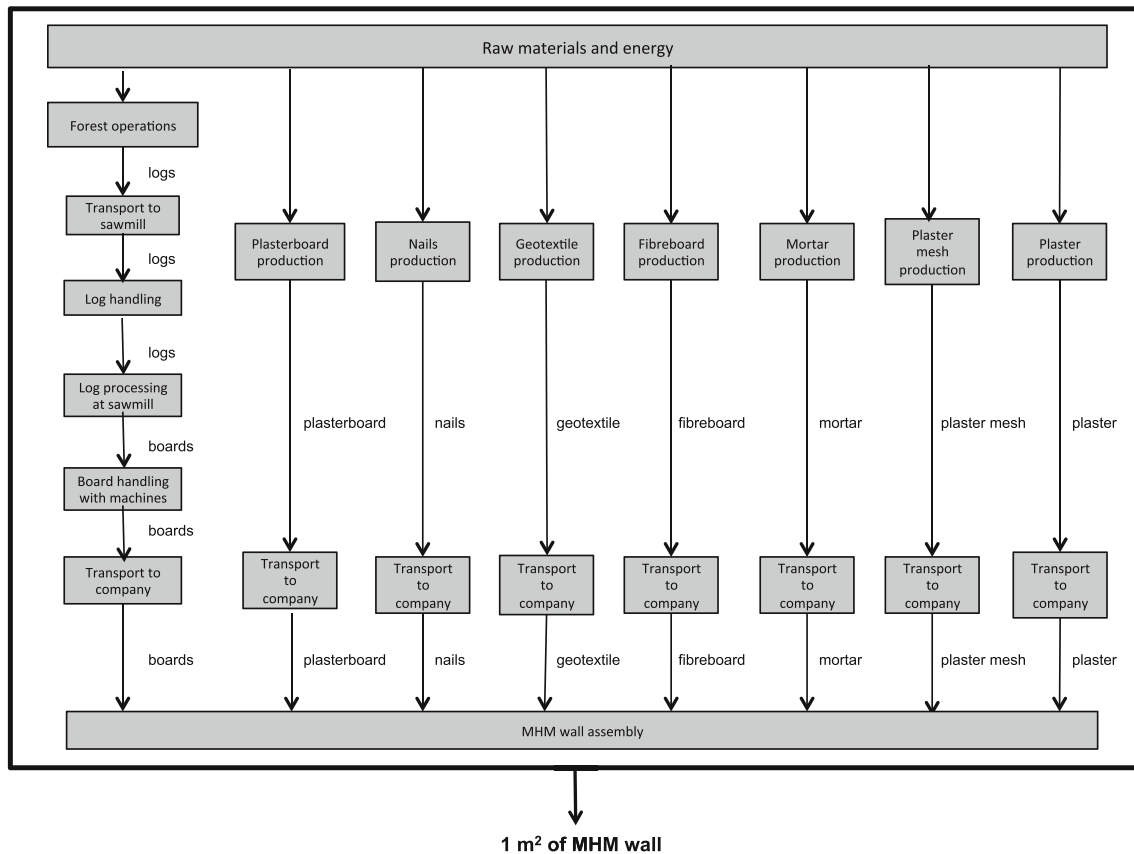 Raw materials and energy
Forest operations
logs
Transport to
sawmill
logs
Log handling
logs
Log processing
at sawmill
boards
Board handling
with machines
boards
Transport to
company
boards
Plasterboard
production
plasterboard
Transport
to
company
plasterboard
Nails
production
nails
Transport
to
company
nails
Geotextile
production
geotextile
Transport
to
company
geotextile
Fibreboard
production
fibreboard
Transport
to
company
fibreboard
Mortar
production
mortar
Transport
to
company
mortar
Plaster
mesh
production
plaster mesh
Transport
to
company
plaster mesh
Plaster
production
plaster
Transport
to
company
plaster
MHM wall assembly
1 m² of MHM wall